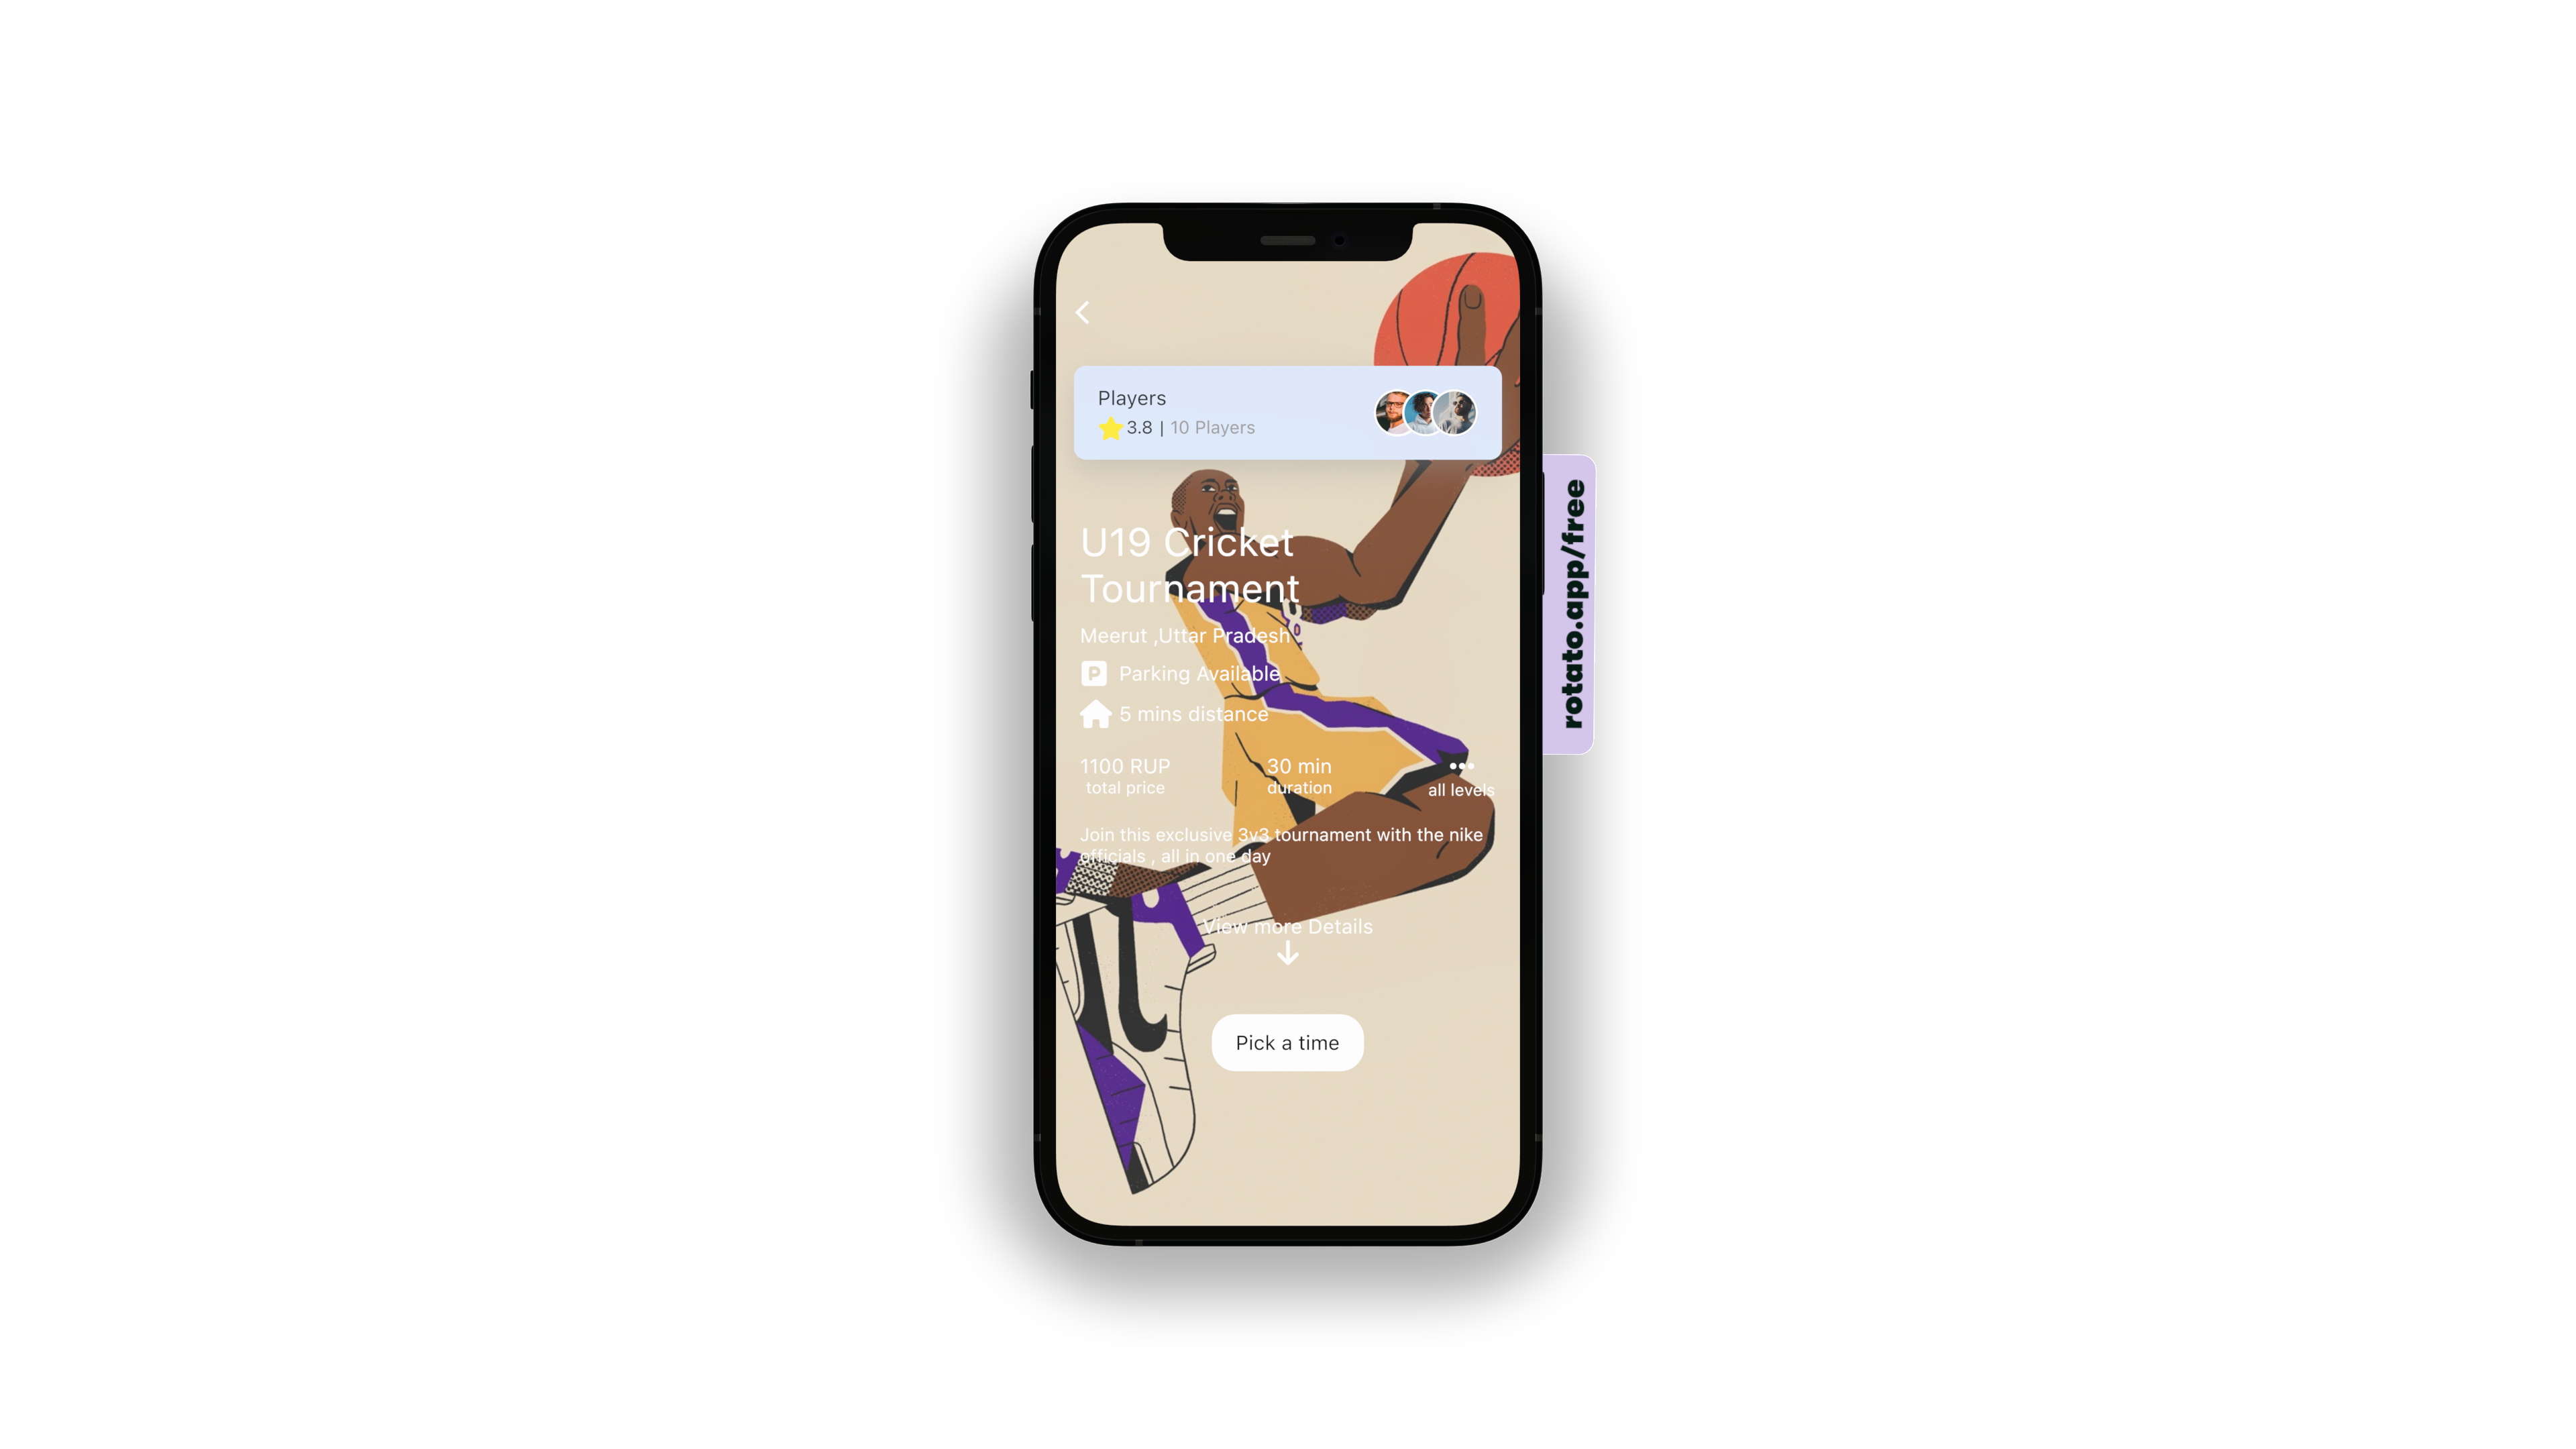 Players
3.8 | 10 Players
U19 Cricket
Tournament
Meerut ,Uttar Pradesh
P Parking Available
5 mins distance
1100 RUP
total price
30 min
duration
all levels
Join this exclusive 3v3 tournament with the nike
officials , all in one day
View more Details
Pick a time
rotato.app/free